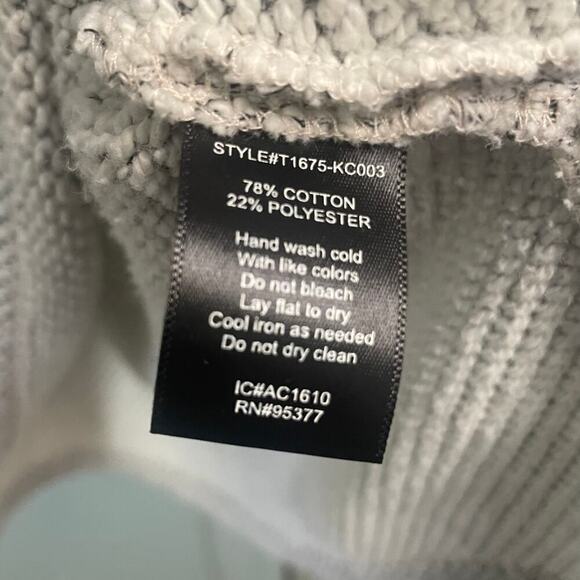 STYLE#T1675-KC003
78% COTTON
22% POLYESTER
Hand wash cold
With like colors
Do not bleach
Lay flat to dry
Cool iron as needed
Do not dry clean
IC#AC1610
RN#95377